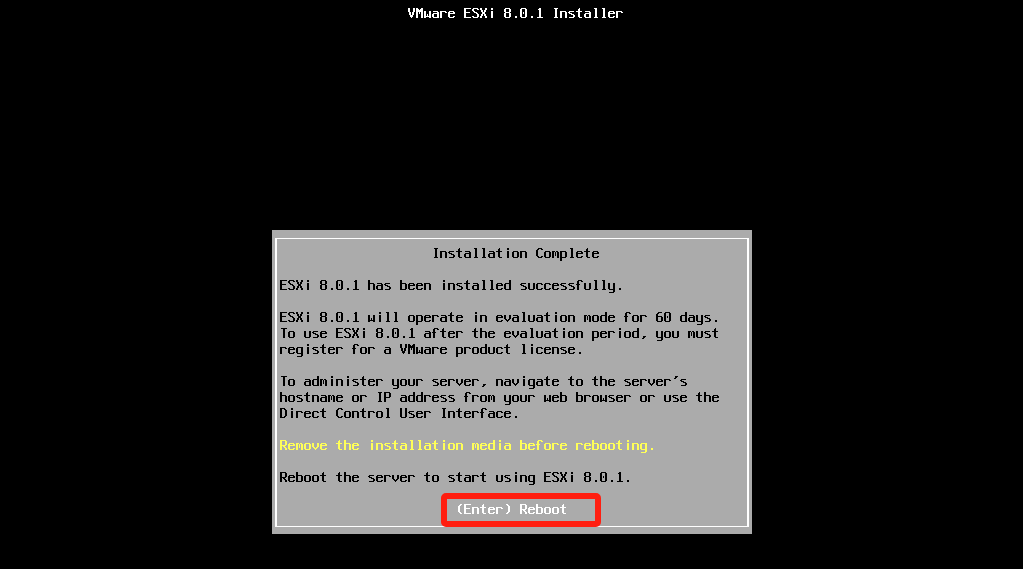 VMware ESXi 8.0.1 Installer
Installation Complete
ESXi 8.0.1 has been installed successfully.
ESXi 8.0.1 will operate in evaluation mode for 60 days.
To use ESXi 8.0.1 after the evaluation period, you must
register for a VMware product license.
To administer your server, navigate to the server's
hostname or IP address from your web browser or use the
Direct Control User Interface.
Remove the installation media before rebooting.
Reboot the server to start using ESXi 8.0.1.
(Enter) Reboot